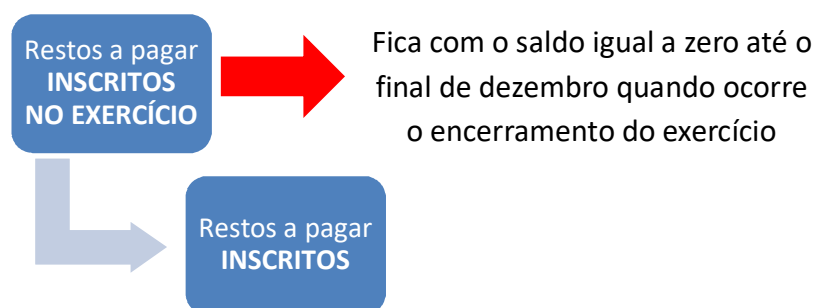 Restos a pagar
INSCRITOS
NO EXERCÍCIO
Fica com o saldo igual a zero até o
final de dezembro quando ocorre
o encerramento do exercício
Restos a pagar
INSCRITOS